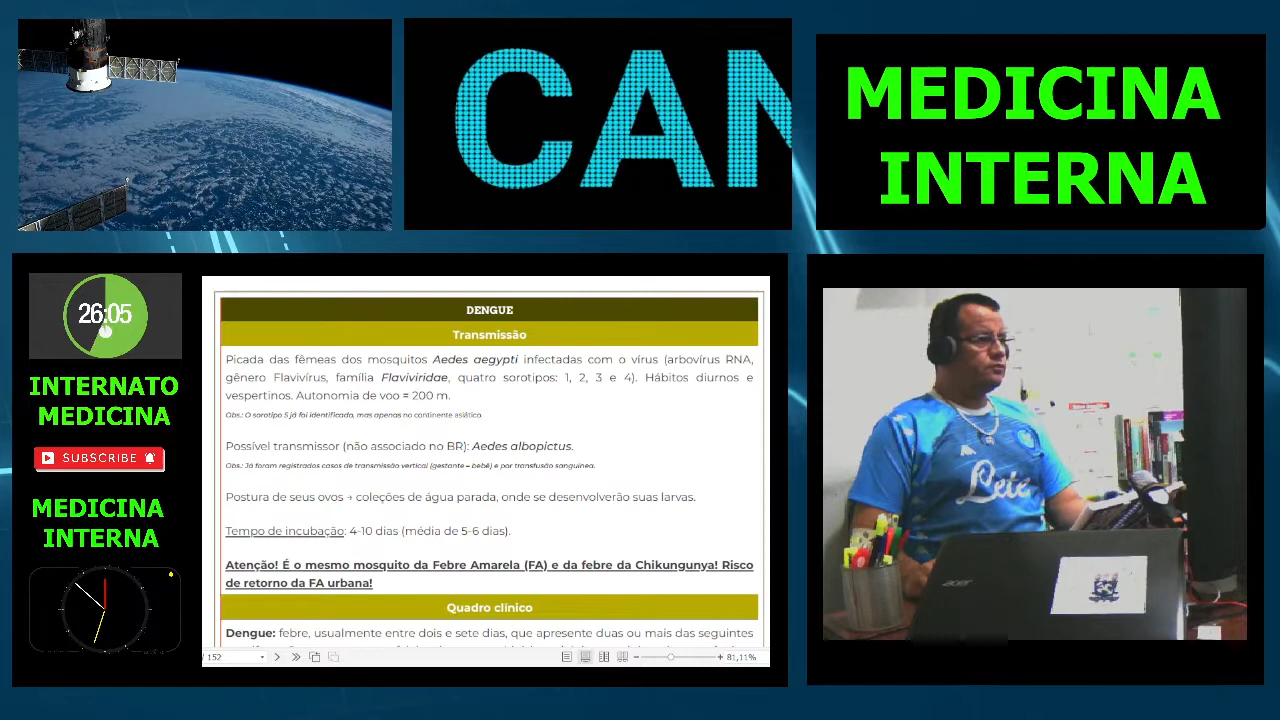 CAN
MEDICINA
INTERNA
26:05
INTERNATO
MEDICINA
SUBSCRIBE
MEDICINA
INTERNA
DENGUE
Transmissão
Picada das fêmeas dos mosquitos Aedes aegypti infectadas com o vírus (arbovírus RNA,
gênero Flavivírus, família Flaviviridae, quatro sorotipos: 1, 2, 3 e 4). Hábitos diurnos e
vespertinos. Autonomia de voo = 200 m.
Obs.: O sorotipo 5 já foi identificado, mas apenas no continente asiático.
Possível transmissor (não associado no BR): Aedes albopictus.
Obs.: Já foram registrados casos de transmissão vertical (gestante – bebê) e por transfusão sanguínea.
Postura de seus ovos → coleções de água parada, onde se desenvolverão suas larvas.
Tempo de incubação: 4-10 dias (média de 5-6 dias).
Atenção! É o mesmo mosquito da Febre Amarela (FA) e da febre da Chikungunya! Risco
de retorno da FA urbana!
Quadro clínico
Dengue: febre, usualmente entre dois e sete dias, que apresente duas ou mais das seguintes
/ 152
81,11%
Lete
acer